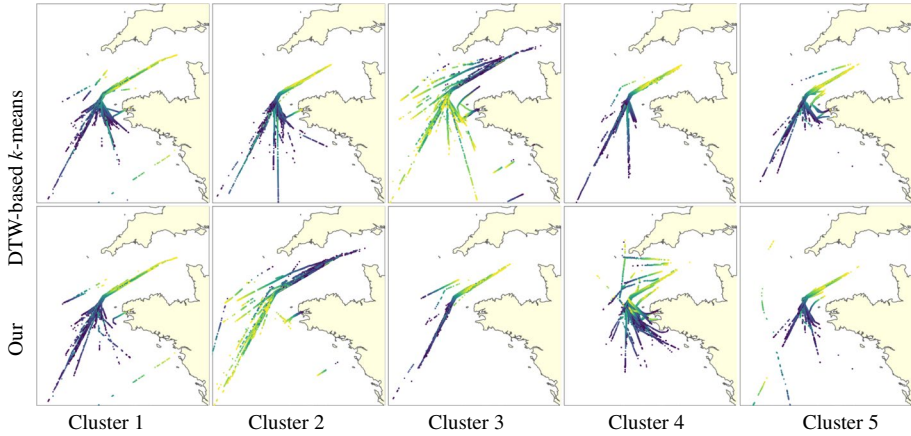 DTW-based k-means
Our
Cluster 1
Cluster 2
Cluster 3
Cluster 4
Cluster 5